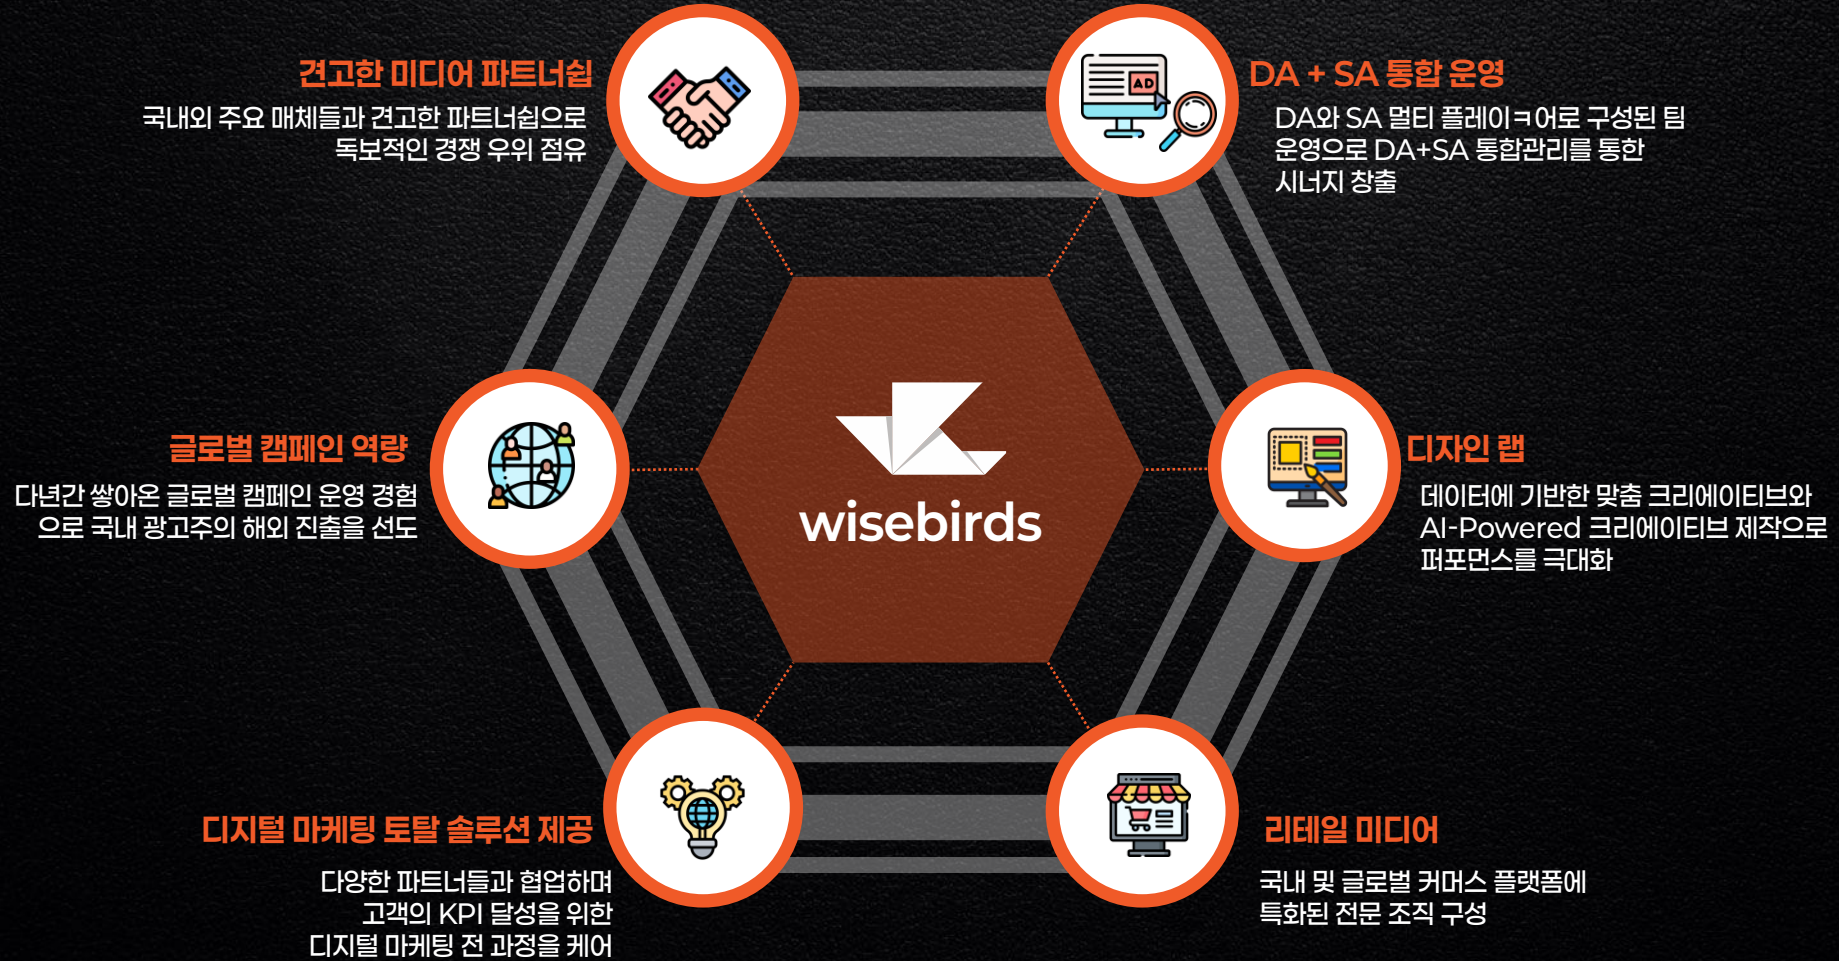 견고한 미디어 파트너쉽
국내외 주요 매체들과 견고한 파트너쉽으로
독보적인 경쟁 우위 점유
DA + SA 통합 운영
DA와 SA 멀티 플레이ㅋ어로 구성된 팀
운영으로 DA+SA 통합관리를 통한
시너지 창출
AD
글로벌 캠페인 역량
다년간 쌓아온 글로벌 캠페인 운영 경험
으로 국내 광고주의 해외 진출을 선도
wisebirds
디자인 랩
데이터에 기반한 맞춤 크리에이티브와
AI-Powered 크리에이티브 제작으로
퍼포먼스를 극대화
디지털 마케팅 토탈 솔루션 제공
다양한 파트너들과 협업하며
고객의 KPI 달성을 위한
디지털 마케팅 전 과정을 케어
리테일 미디어
국내 및 글로벌 커머스 플랫폼에
특화된 전문 조직 구성